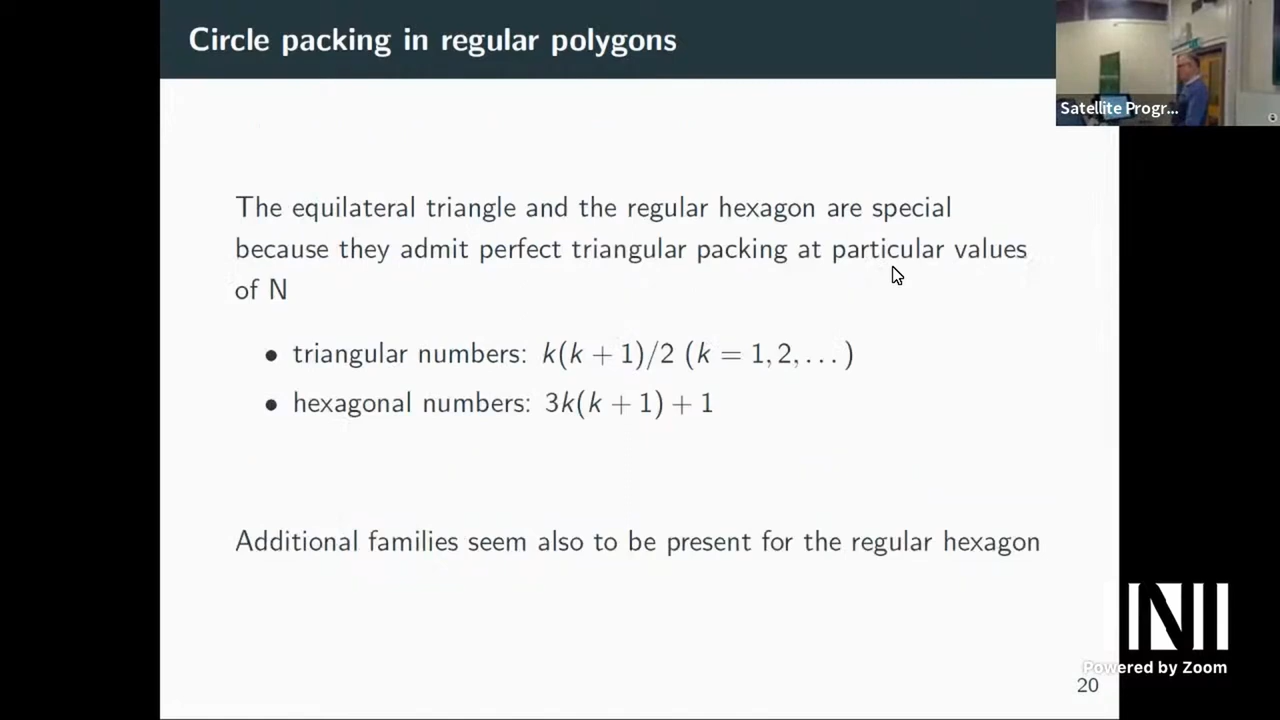 Circle packing in regular polygons
Satellite Progr...
The equilateral triangle and the regular hexagon are special
because they admit perfect triangular packing at particular values
of N
• triangular numbers: k(k + 1)/2 (k = 1, 2, . . . )
• hexagonal numbers: 3k(k + 1) + 1
Additional families seem also to be present for the regular hexagon
INI
Powered by Zoom
20